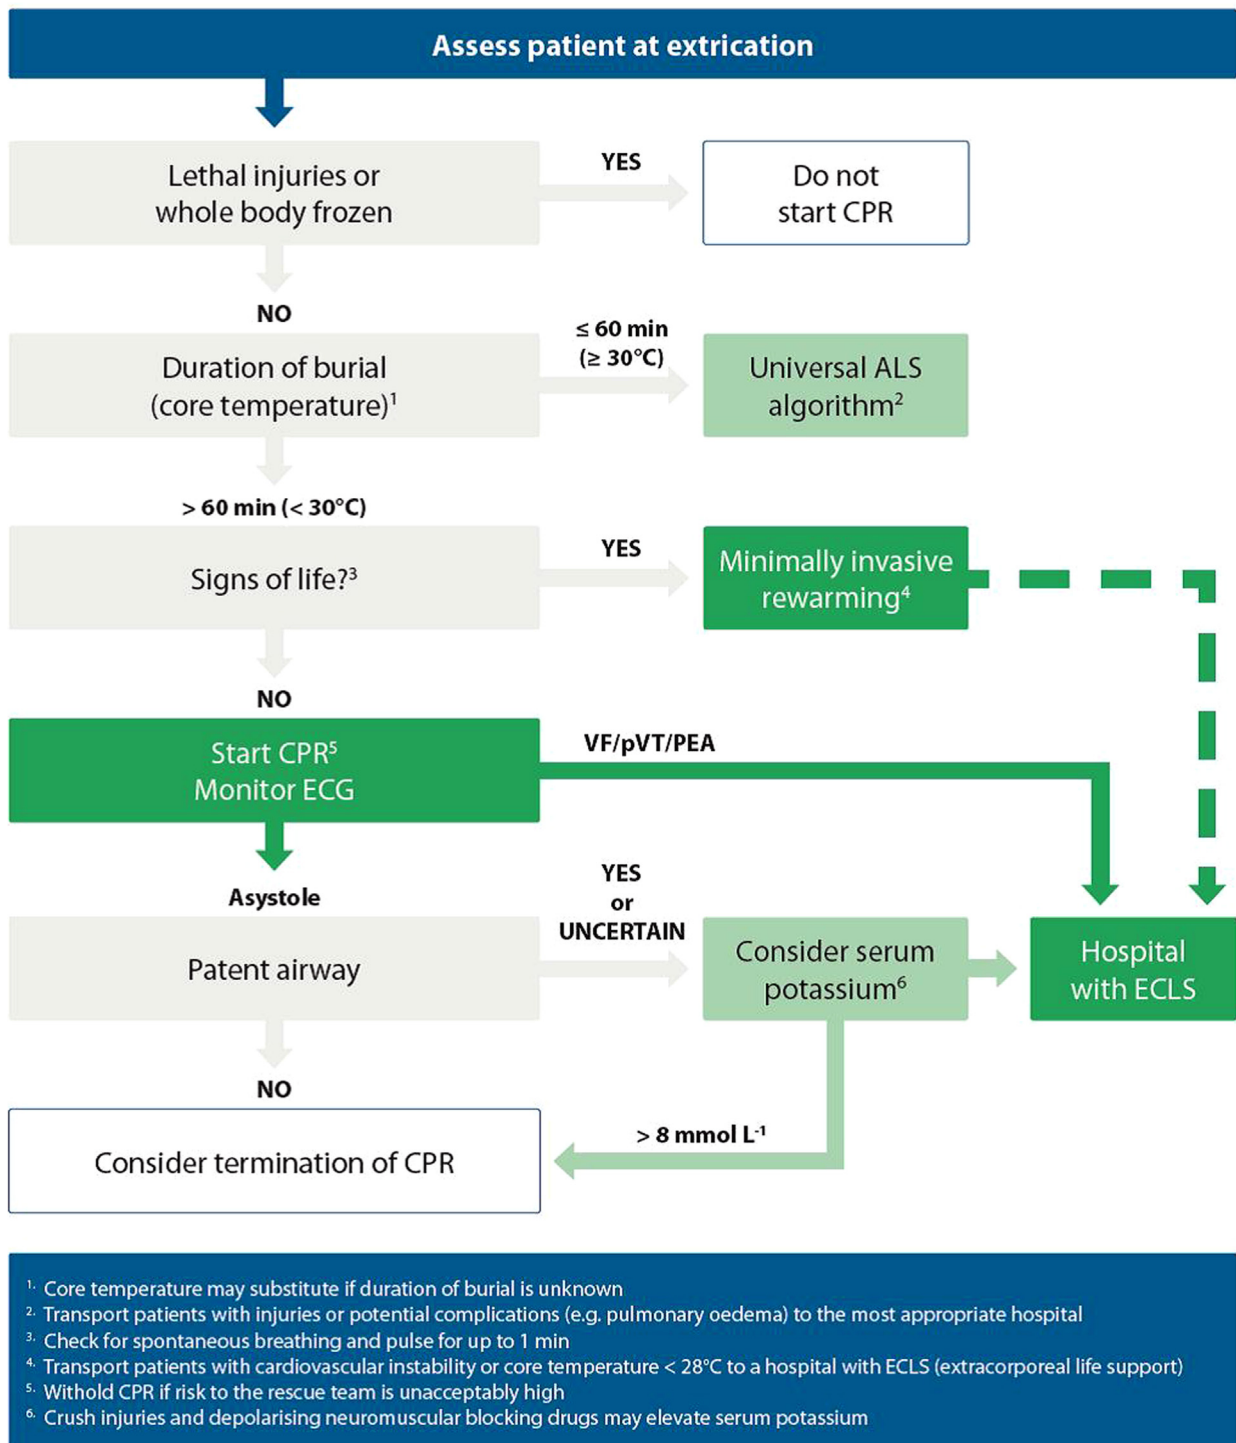 Assess patient at extrication
Lethal injuries or
whole body frozen
YES
Do not
start CPR
NO
Duration of burial
(core temperature)¹
≤ 60 min
(≥ 30°C)
Universal ALS
algorithm²
> 60 min (< 30°C)
Signs of life?³
YES
Minimally invasive
rewarming⁴
NO
Start CPR⁵
Monitor ECG
VF/pVT/PEA
Asystole
Patent airway
YES
or
UNCERTAIN
Consider serum
potassium⁶
Hospital
with ECLS
NO
Consider termination of CPR
> 8 mmol L⁻¹
¹· Core temperature may substitute if duration of burial is unknown
²· Transport patients with injuries or potential complications (e.g. pulmonary oedema) to the most appropriate hospital
³· Check for spontaneous breathing and pulse for up to 1 min
⁴· Transport patients with cardiovascular instability or core temperature < 28°C to a hospital with ECLS (extracorporeal life support)
⁵· Withold CPR if risk to the rescue team is unacceptably high
⁶· Crush injuries and depolarising neuromuscular blocking drugs may elevate serum potassium